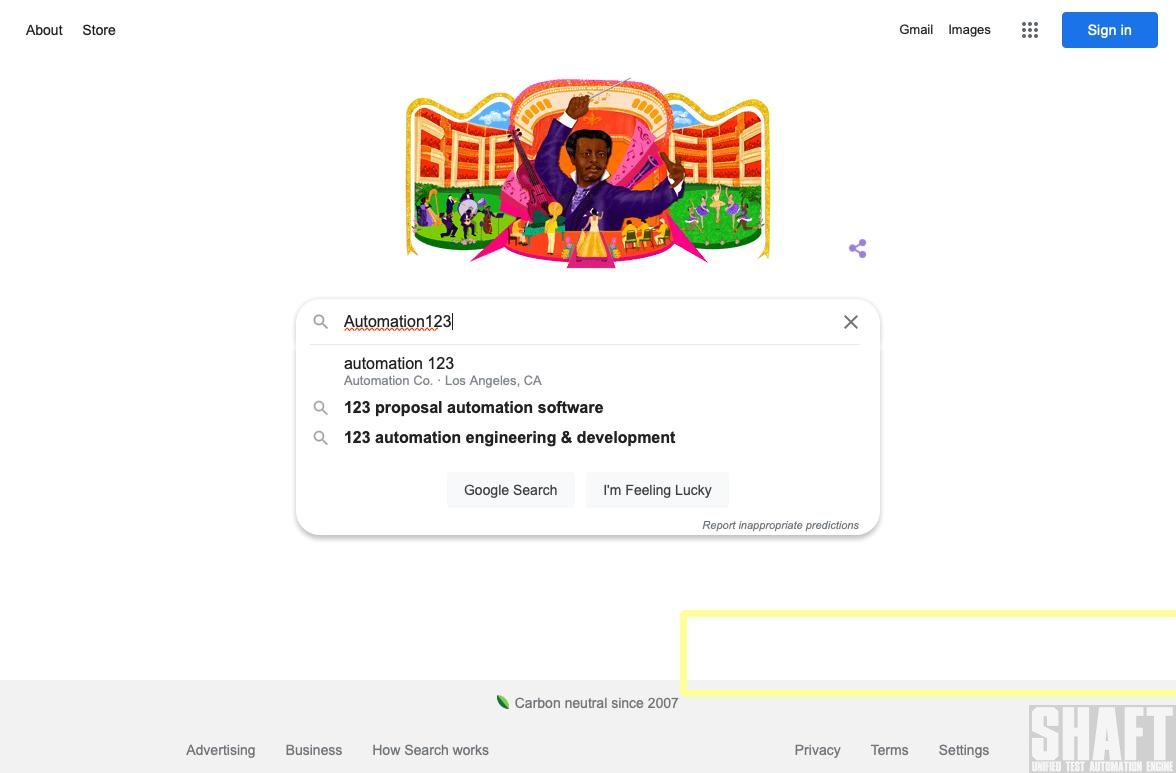 About Store
Gmail Images
Sign in
Automation123
automation 123
Automation Co. · Los Angeles, CA
123 proposal automation software
123 automation engineering & development
Google Search I'm Feeling Lucky
Report inappropriate predictions
Carbon neutral since 2007
Advertising Business How Search works
Privacy Terms Settings
SHAFT
UNIFIED TEST AUTOMATION ENGINE